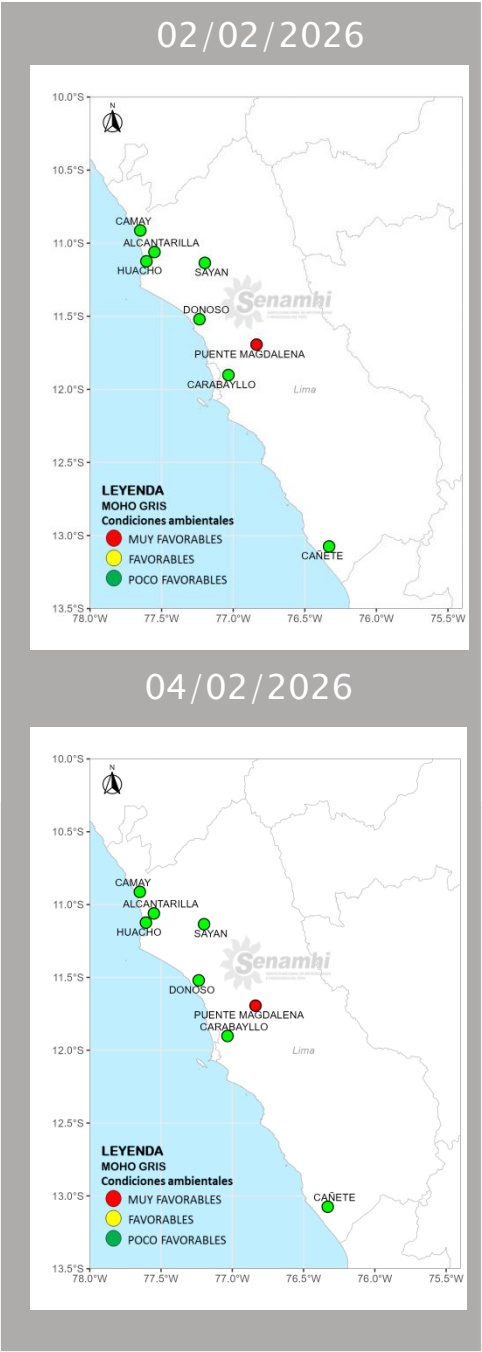 02/02/2026
N
10.0°S
10.5°S
CAMAY
11.0°S
ALCANTARILLA
HUACHO
SAYAN
Senamhi
11.5°S
DONOSO
PUENTE MAGDALENA
12.0°S
CARABAYLLO
Lima
12.5°S
LEYENDA
MOHO GRIS
Condiciones ambientales
13.0°S
MUY FAVORABLES
CAÑETE
FAVORABLES
POCO FAVORABLES
13.5°S
78.0°W 77.5°W 77.0°W 76.5°W 76.0°W 75.5°W
04/02/2026
10.0°S
N
10.5°S
CAMAY
11.0°S
ALCANTARILLA
HUACHO
SAYAN
Senamhi
11.5°S
DONOSO
PUENTE MAGDALENA
CARABAYLLO
12.0°S
Lima
12.5°S
LEYENDA
MOHO GRIS
Condiciones ambientales
13.0°S
MUY FAVORABLES
CAÑETE
FAVORABLES
POCO FAVORABLES
13.5°S
78.0°W 77.5°W 77.0°W 76.5°W 76.0°W 75.5°W